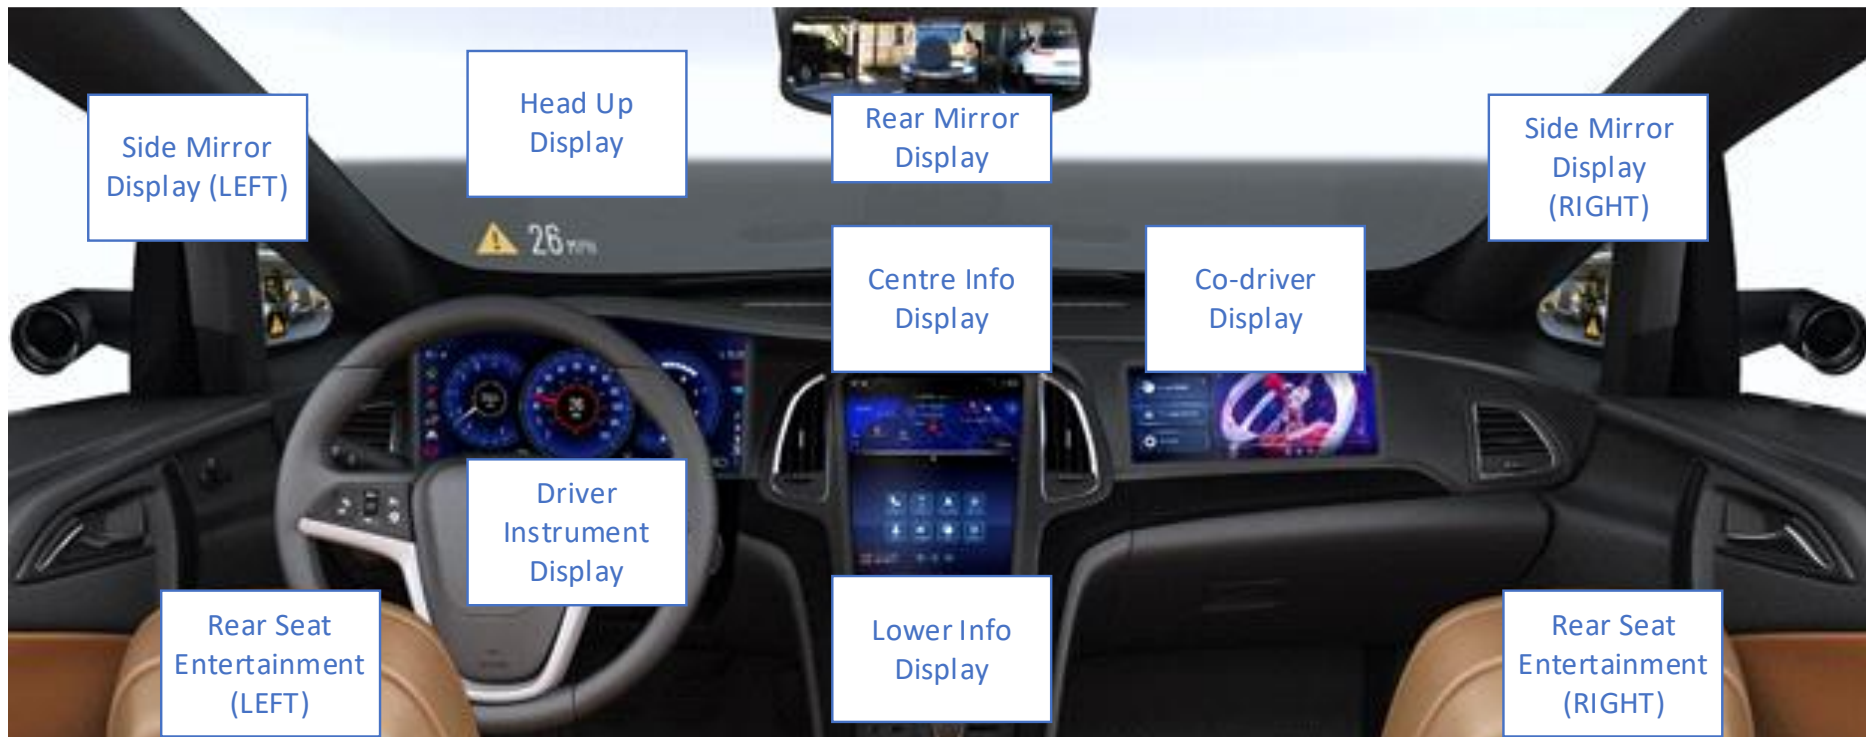 Head Up
Display
Rear Mirror
Display
Side Mirror
Display (LEFT)
Side Mirror
Display
(RIGHT)
26 MPH
Centre Info
Display
Co-driver
Display
Driver
Instrument
Display
Rear Seat
Entertainment
(LEFT)
Lower Info
Display
Rear Seat
Entertainment
(RIGHT)